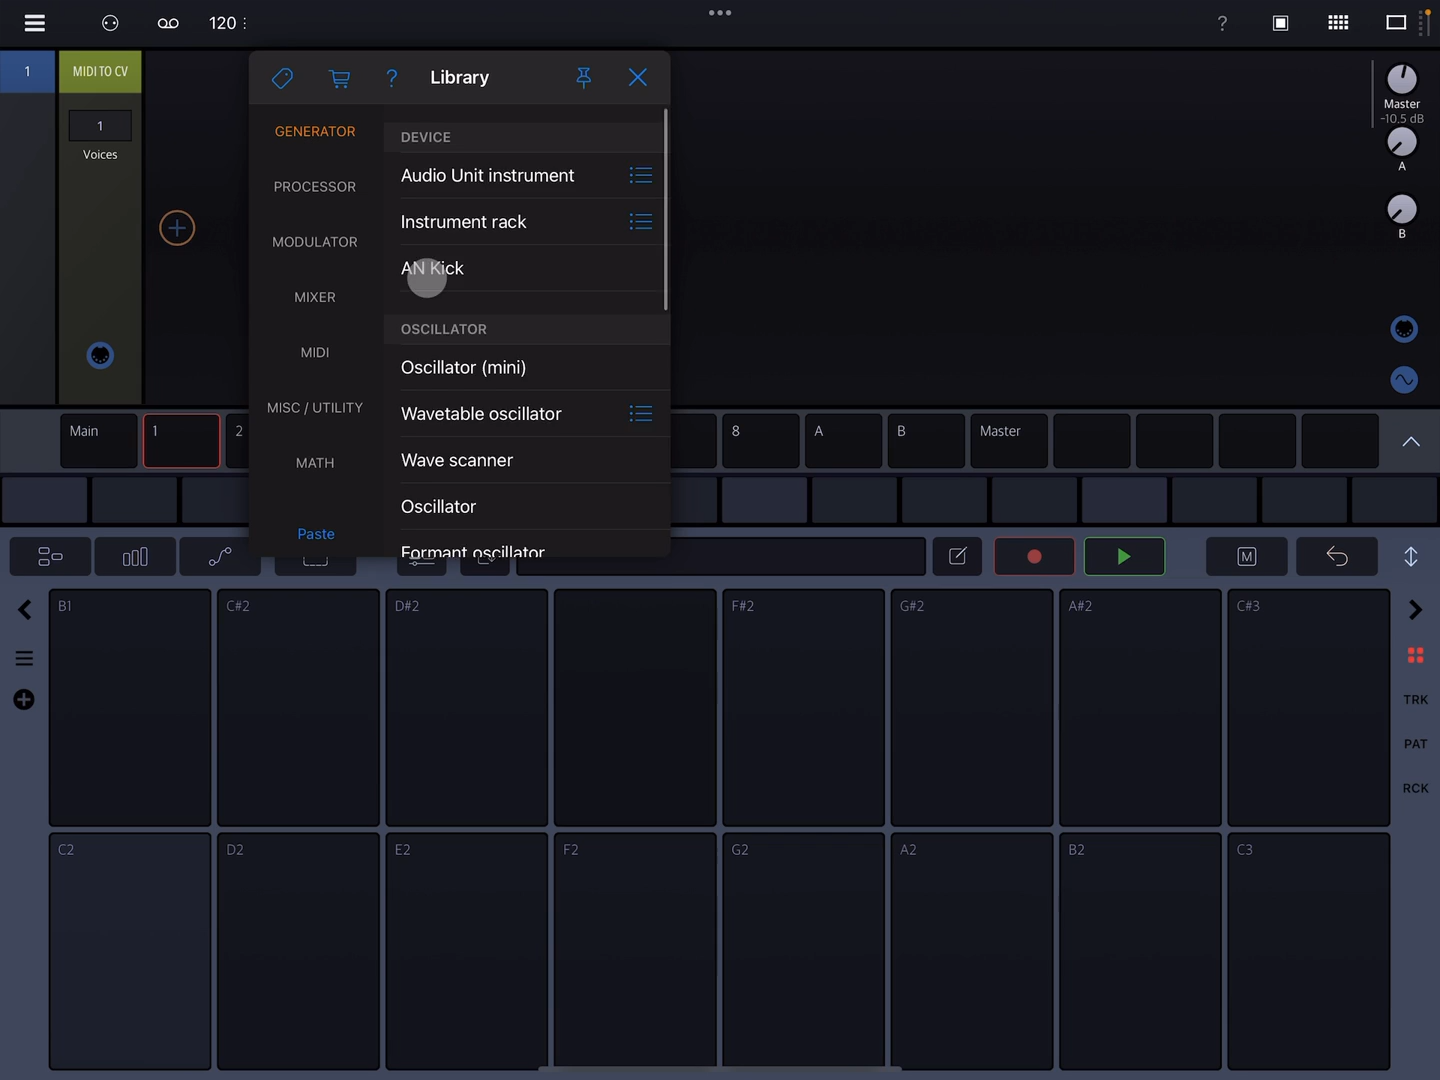 120
?
1
MIDI TO CV
1
Voices
? Library
GENERATOR
PROCESSOR
MODULATOR
MIXER
MIDI
MISC / UTILITY
MATH
Paste
DEVICE
Audio Unit instrument
Instrument rack
AN Kick
OSCILLATOR
Oscillator (mini)
Wavetable oscillator
Wave scanner
Oscillator
Formant oscillator
Master
-10.5 dB
A
B
Main 1 2 8 A B Master
M
B1 C#2 D#2 F#2 G#2 A#2 C#3
TRK
PAT
RCK
C2 D2 E2 F2 G2 A2 B2 C3